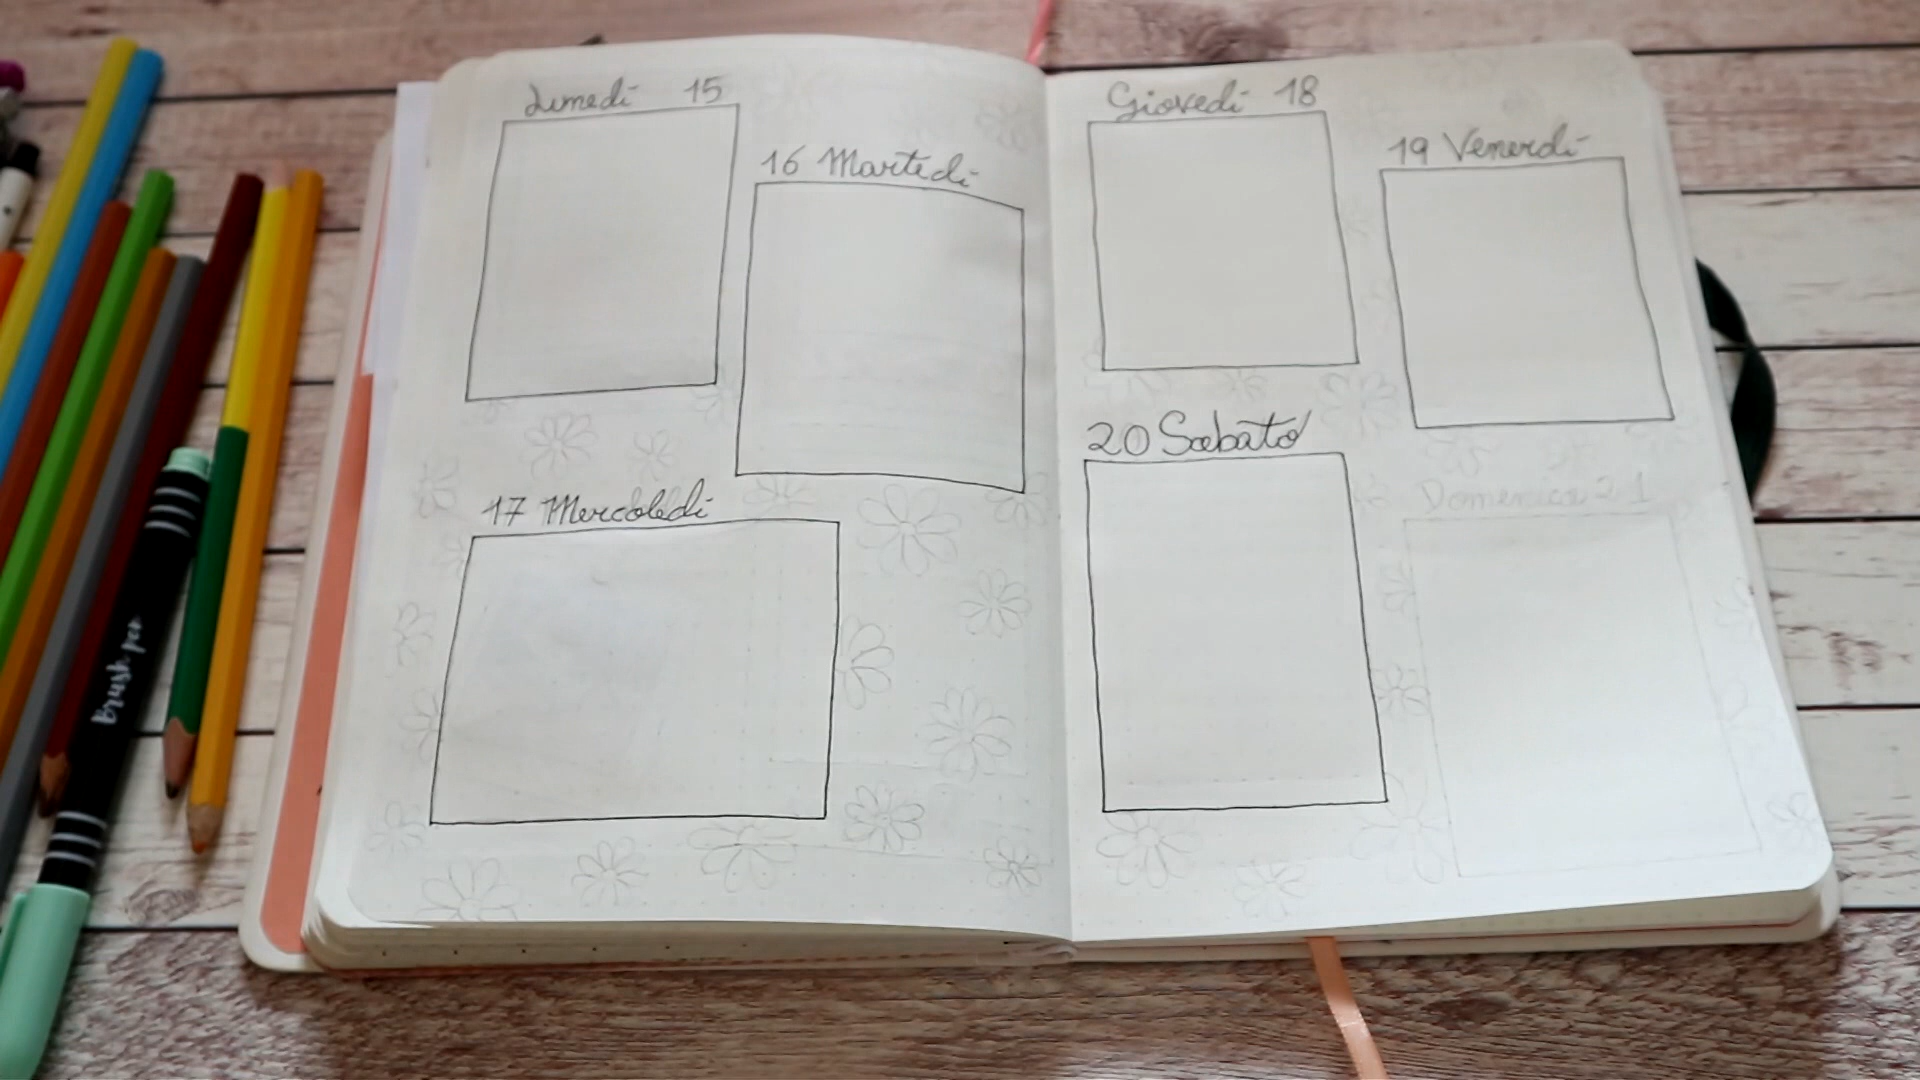 Lunedì 15
16 Martedì
17 Mercoledì
Giovedì 18
19 Venerdì
20 Sabato
Domenica 21
Brush pen